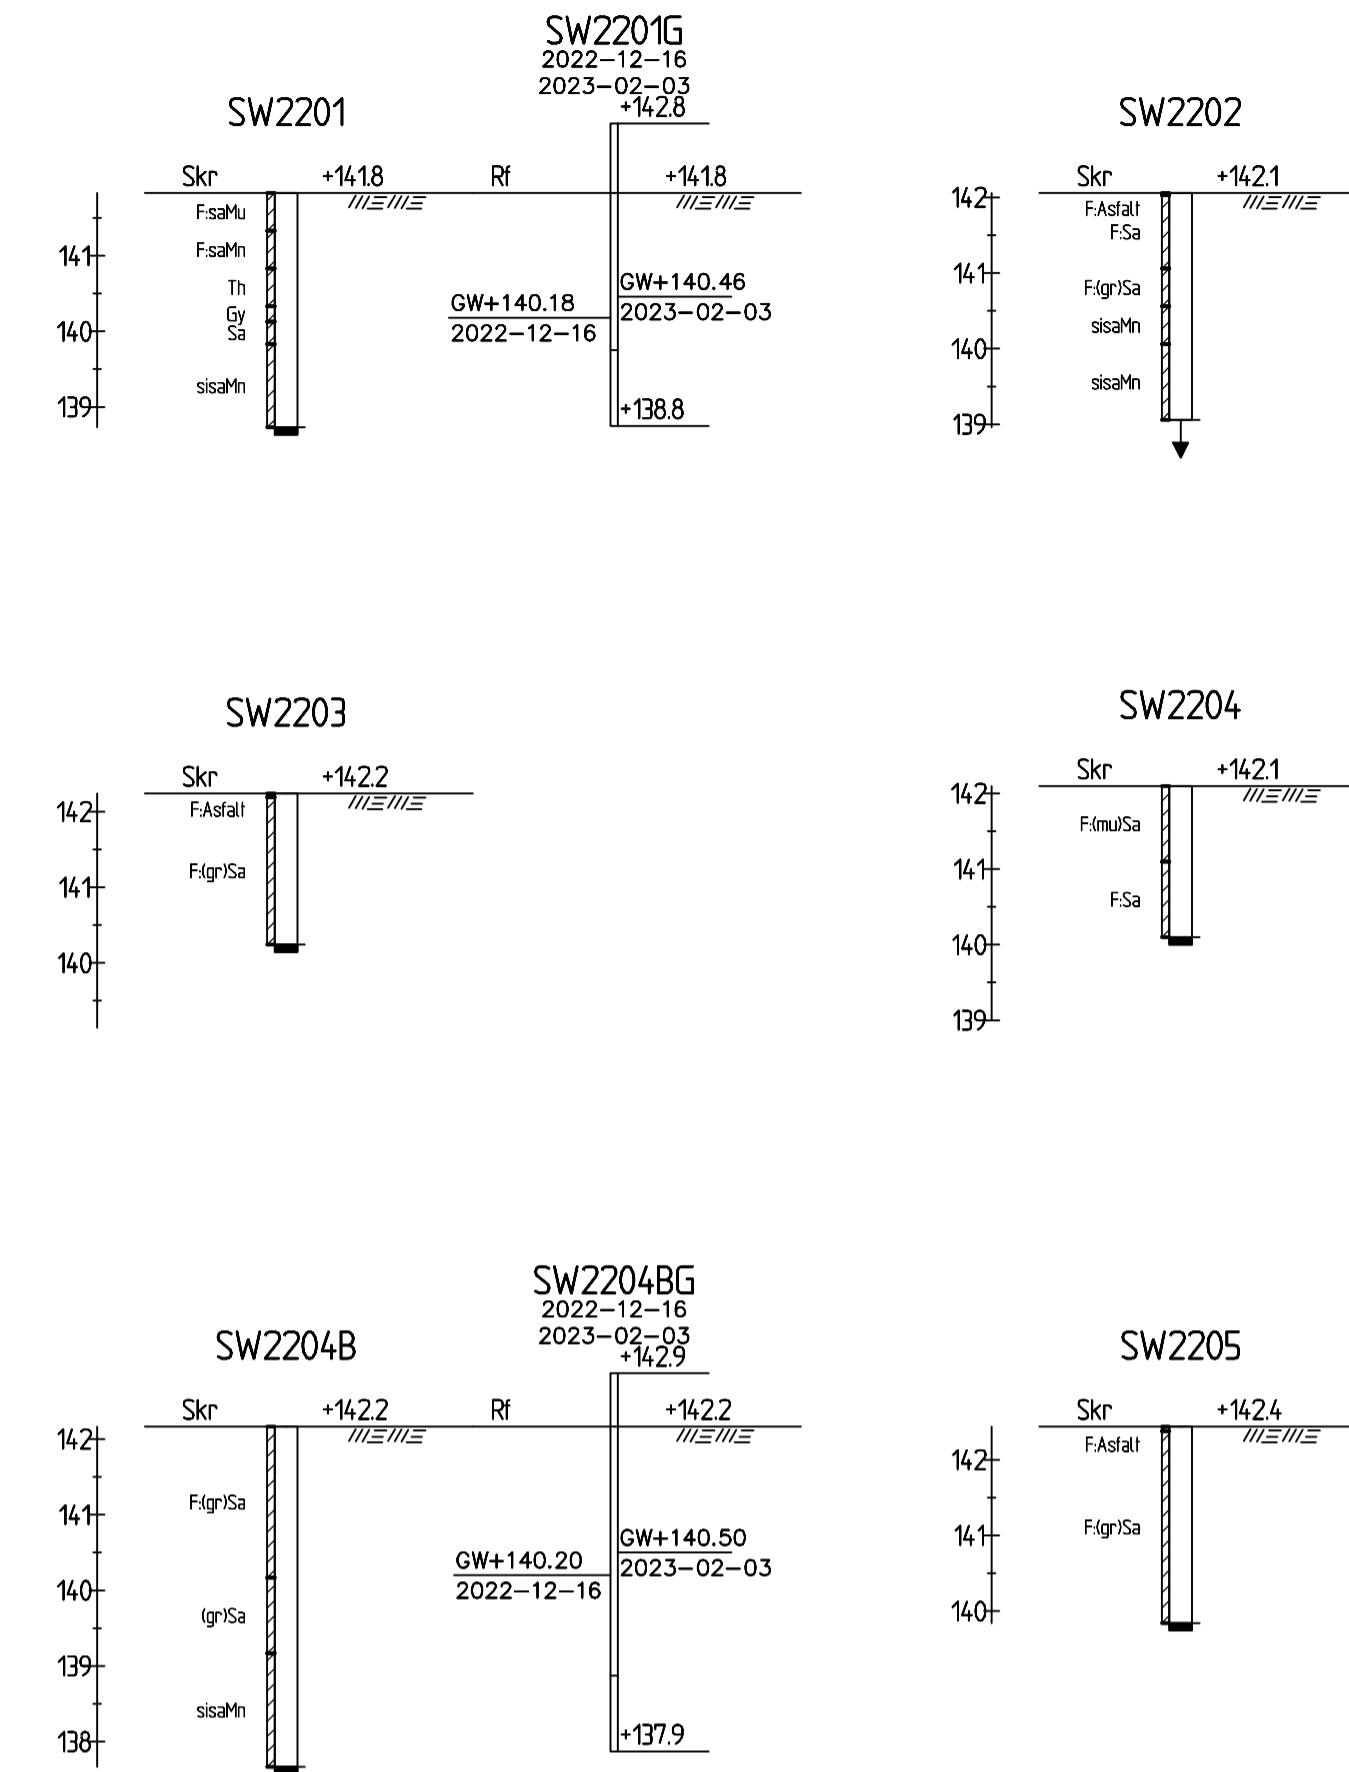 SW2201G
2022-12-16
2023-02-03
+142.8
SW2201
Skr +141.8 Rf +141.8
F:saMu
F:saMn
Th
Gy
Sa
sisaMn
141
140
139
GW+140.18
2022-12-16
GW+140.46
2023-02-03
+138.8
SW2202
Skr +142.1
F:Asfalt
F:Sa
F:(gr)Sa
sisaMn
sisaMn
142
141
140
139
SW2203
Skr +142.2
F:Asfalt
F:(gr)Sa
142
141
140
SW2204
Skr +142.1
F:(mu)Sa
F:Sa
142
141
140
139
SW2204BG
2022-12-16
2023-02-03
+142.9
SW2204B
Skr +142.2 Rf +142.2
F:(gr)Sa
(gr)Sa
sisaMn
142
141
140
139
138
GW+140.20
2022-12-16
GW+140.50
2023-02-03
+137.9
SW2205
Skr +142.4
F:Asfalt
F:(gr)Sa
142
141
140